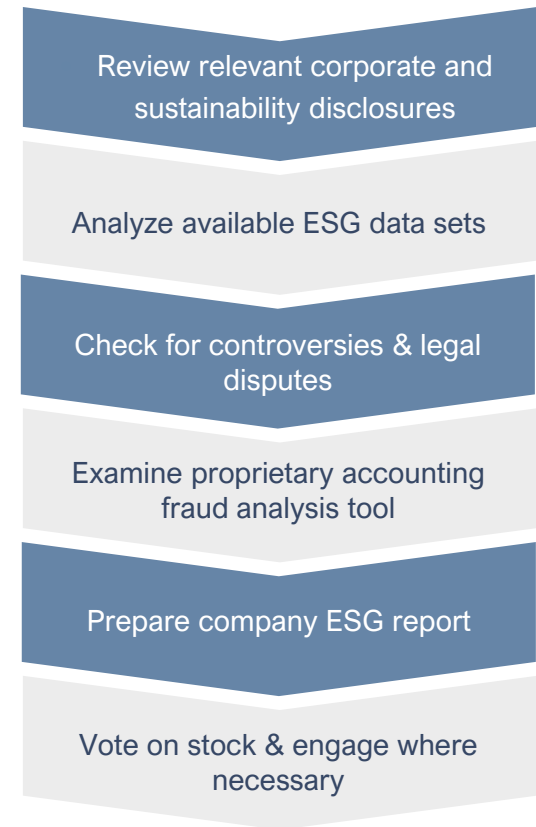 Review relevant corporate and
sustainability disclosures
Analyze available ESG data sets
Check for controversies & legal
disputes
Examine proprietary accounting
fraud analysis tool
Prepare company ESG report
Vote on stock & engage where
necessary